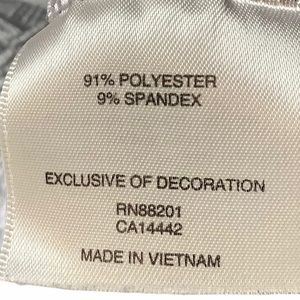 91% POLYESTER
9% SPANDEX
EXCLUSIVE OF DECORATION
RN88201
CA14442
MADE IN VIETNAM